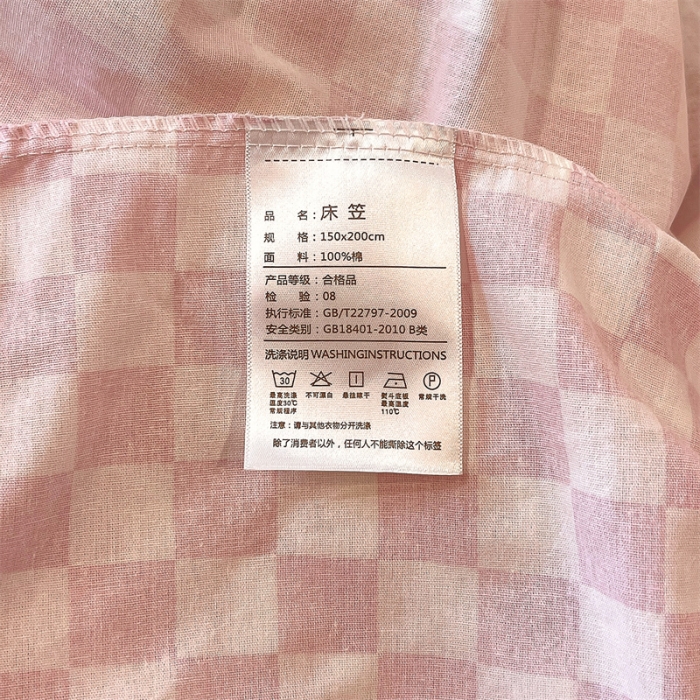 品 名：床 笠
规 格：150x200cm
面 料：100%棉
产品等级：合格品
检 验：08
执行标准：GB/T22797-2009
安全类别：GB18401-2010 B类
洗涤说明 WASHINGINSTRUCTIONS
30 P
最高洗涤 不可漂白 悬挂晾干 熨斗底板 常规干洗
温度30℃ 最高温度
常规程序 110℃
注意：请与其他衣物分开洗涤
除了消费者以外，任何人不能撕除这个标签